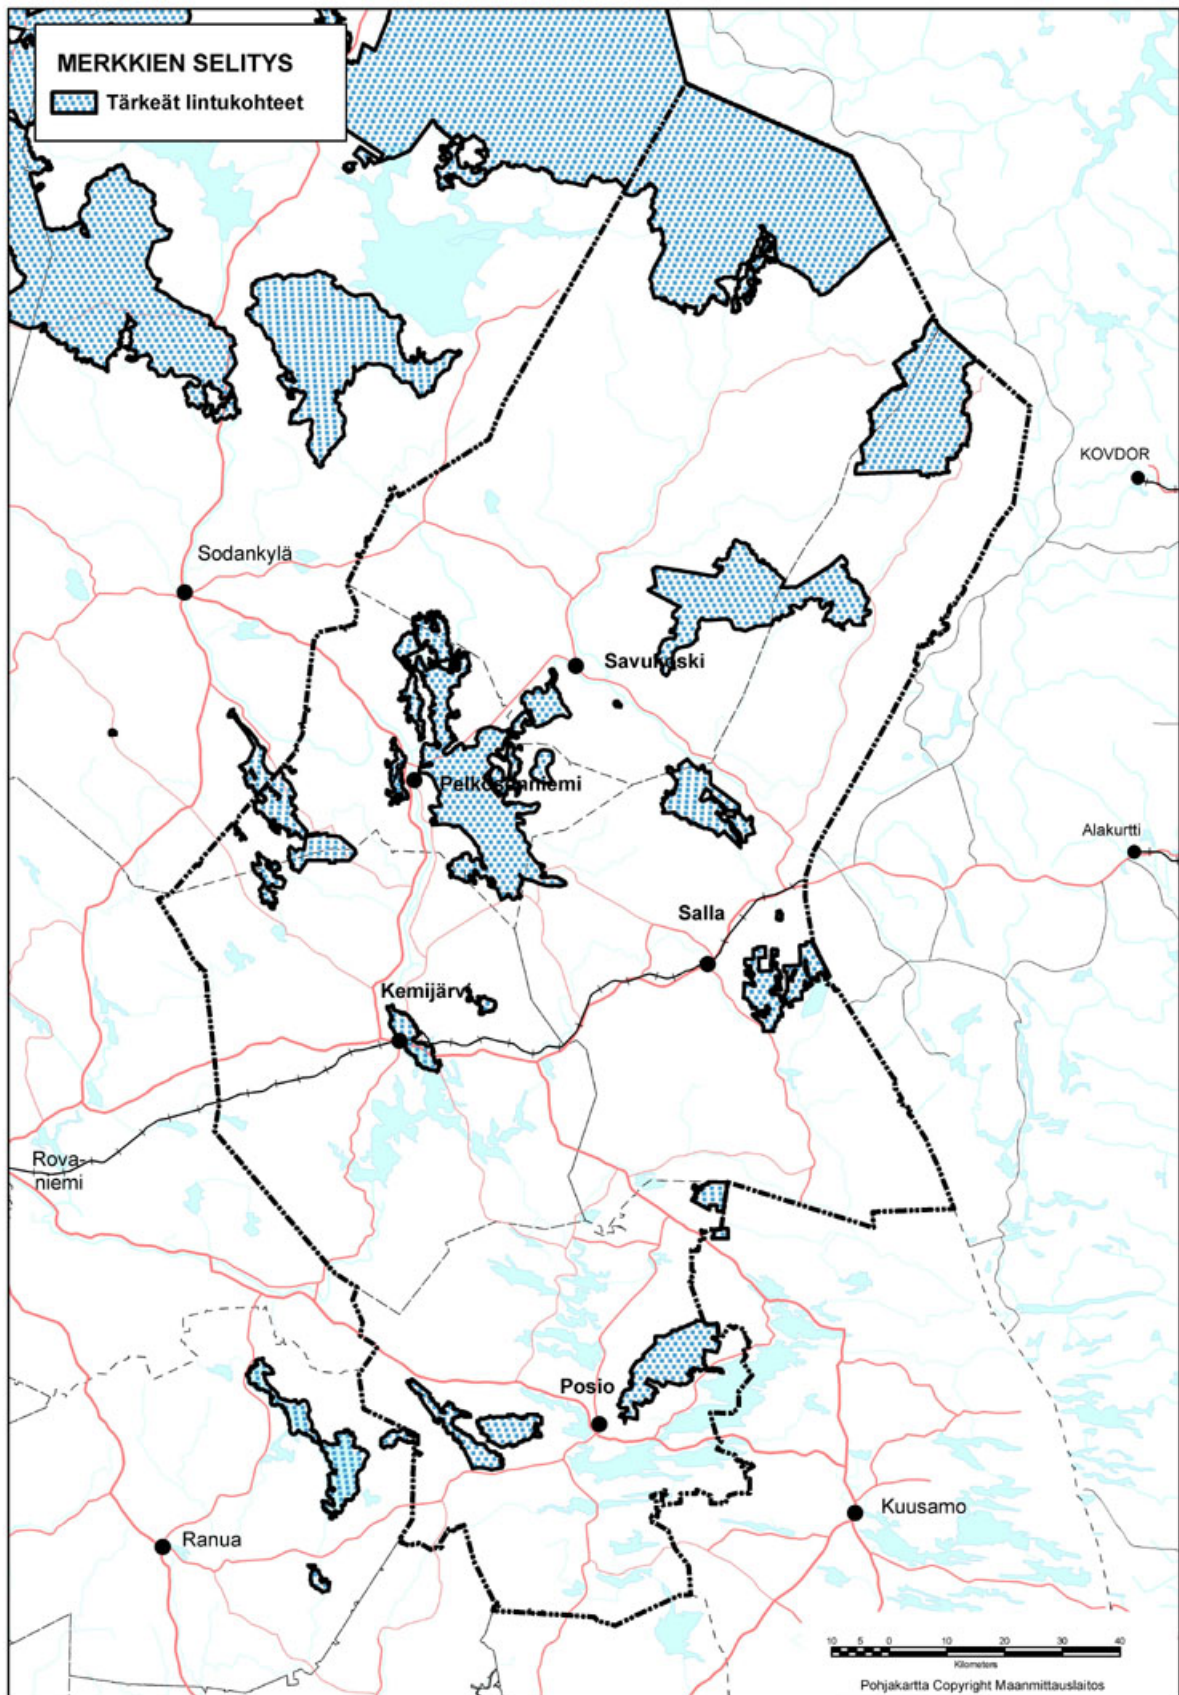 MERKKIEN SELITYS
Tärkeät lintukohteet
KOVDOR
Sodankylä
Savukoski
Pelkosenniemi
Alakurtti
Salla
Kemijärvi
Rova-
niemi
Posio
Kuusamo
Ranua
10 5 0 10 20 30 40
Kilometers
Pohjakartta Copyright Maanmittauslaitos